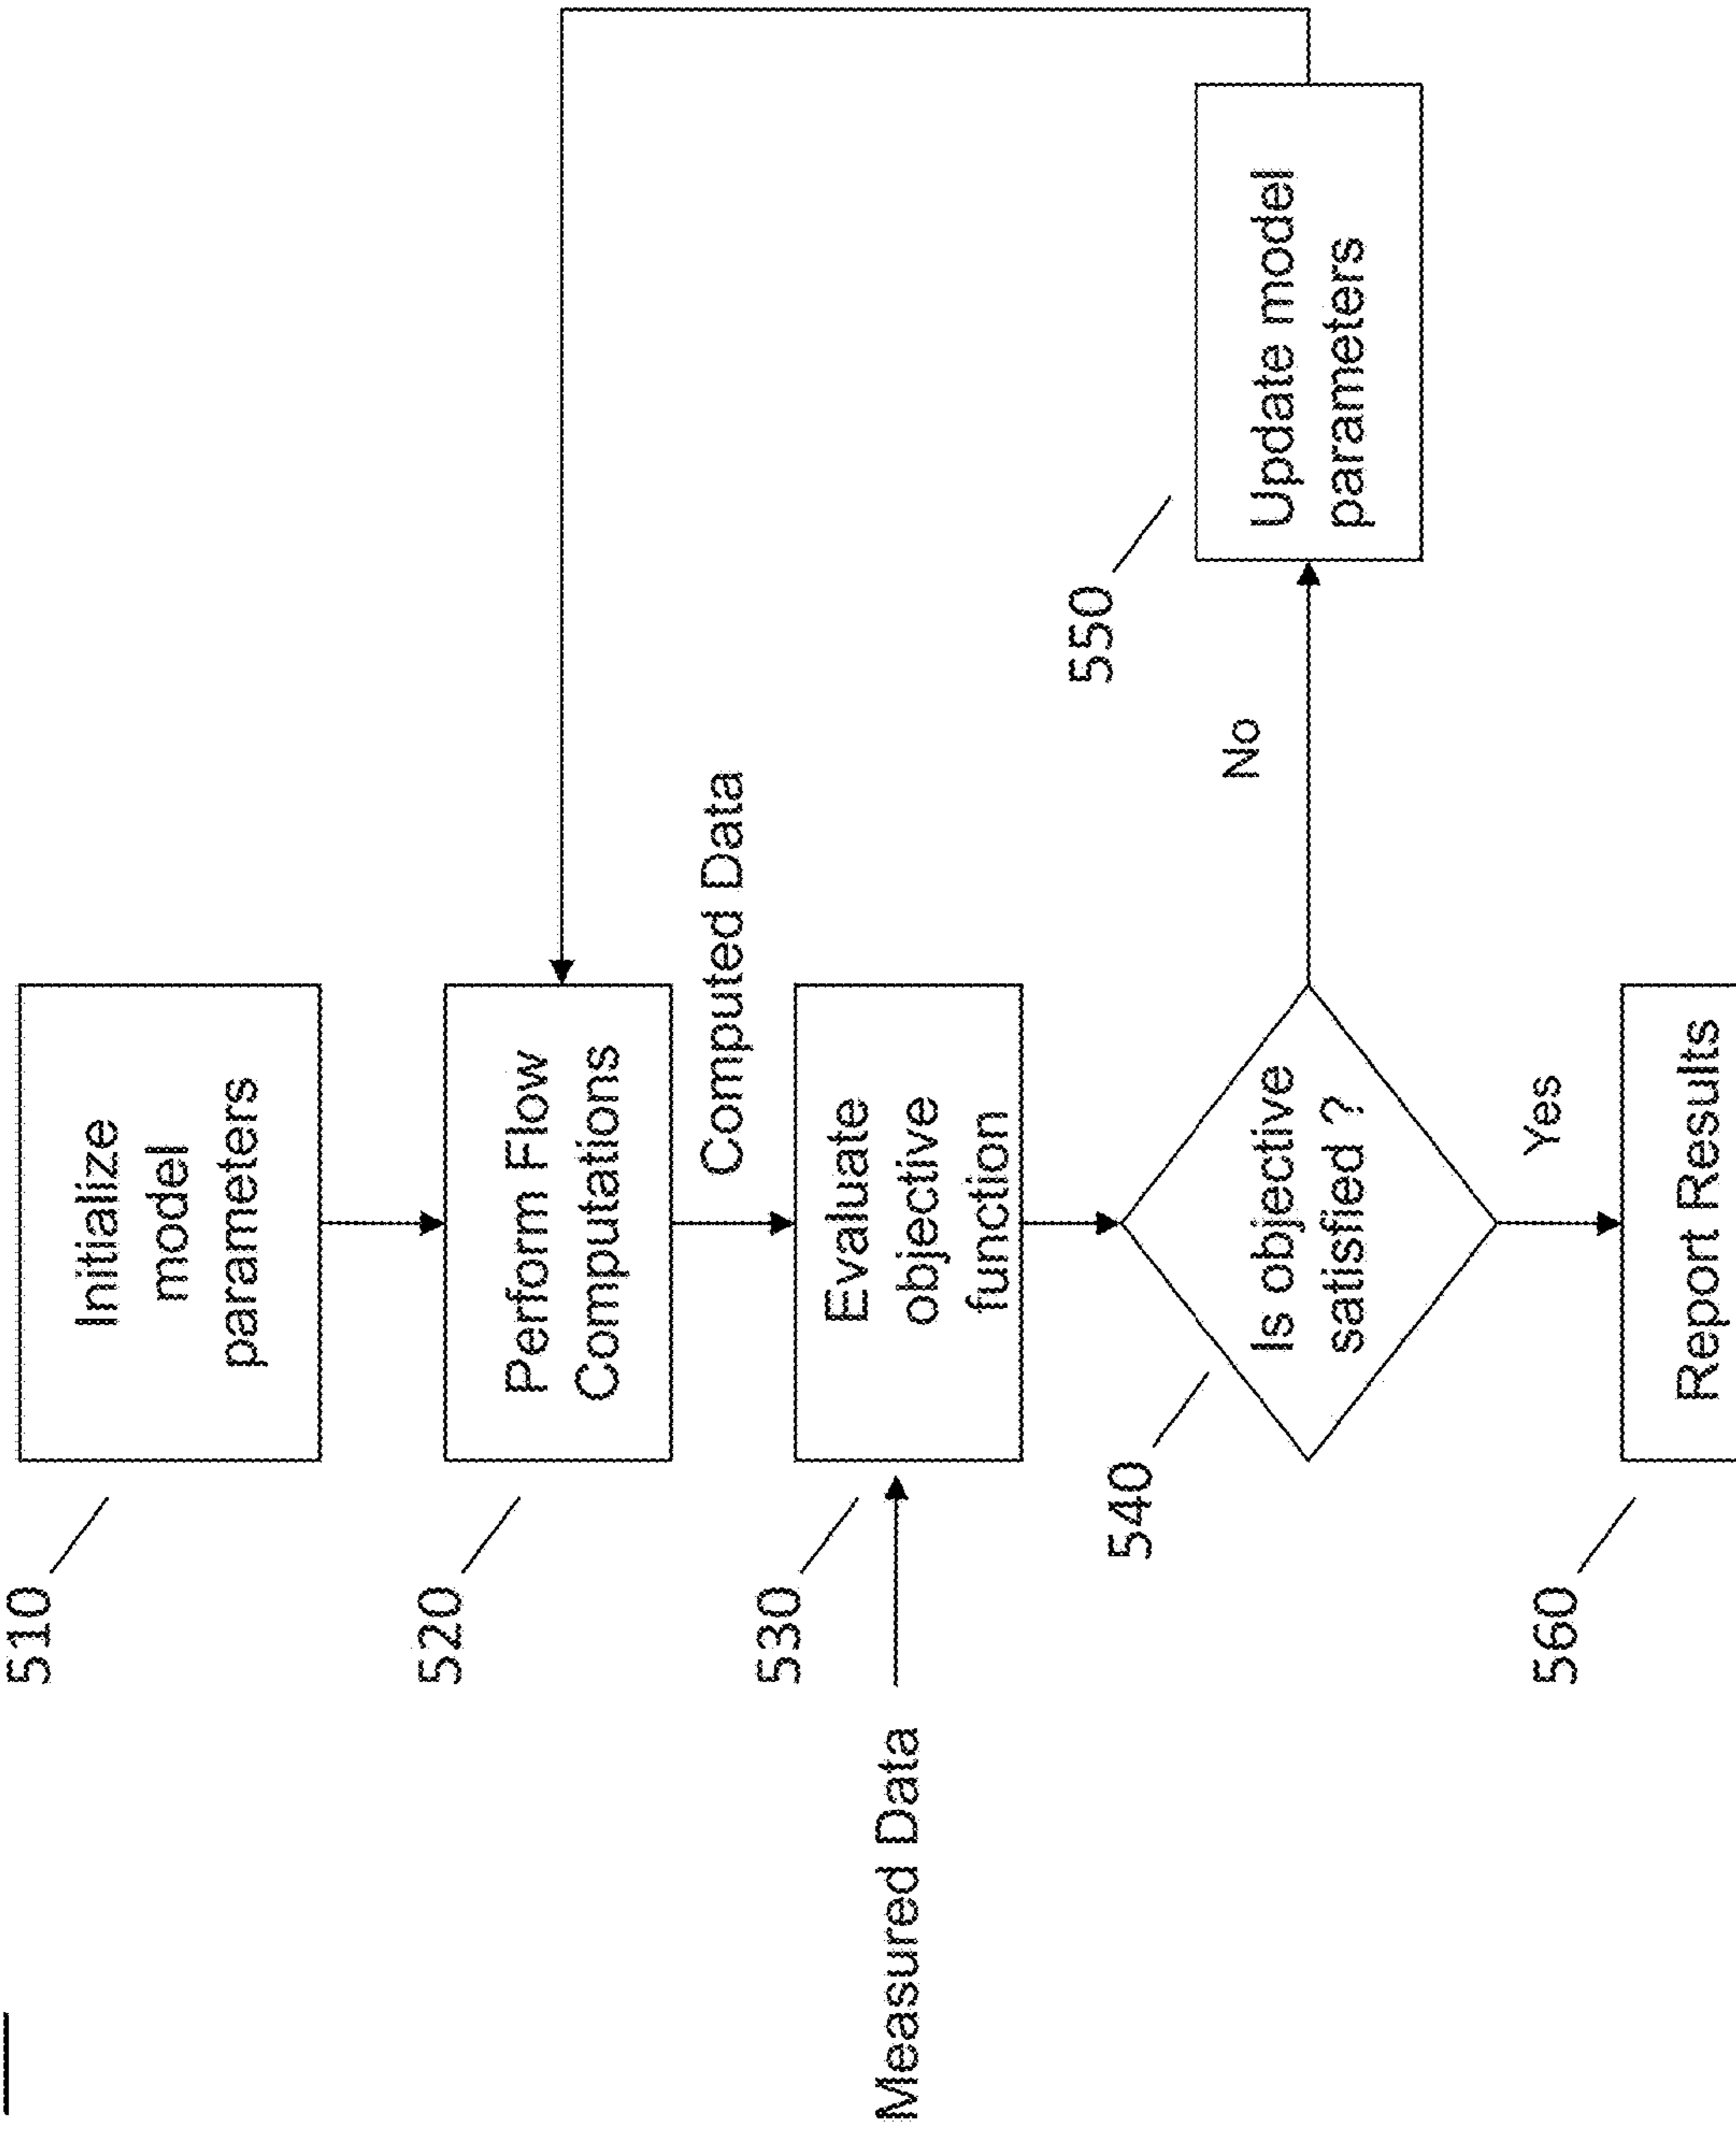 510
Initialize
model
parameters
520
Perform Flow
Computations
Computed Data
530
Measured Data
Evaluate
objective
function
540
Is objective
satisfied ?
No
550
Update model
parameters
Yes
560
Report Results